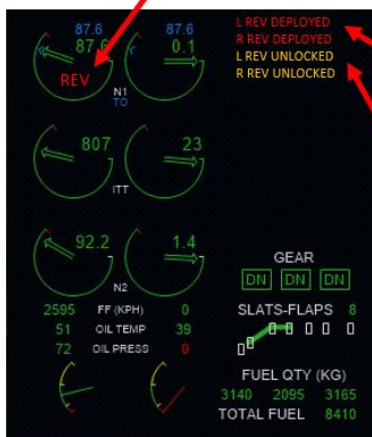 87.6 87.6 L REV DEPLOYED
87.6 0.1 R REV DEPLOYED
L REV UNLOCKED
REV R REV UNLOCKED
N1
TO
807 23
ITT
92.2 1.4
GEAR
DN DN DN
N2
2595 FF (KPH) 0 SLATS-FLAPS 8
51 OIL TEMP 39
72 OIL PRESS 0
FUEL QTY (KG)
3140 2095 3165
TOTAL FUEL 8410